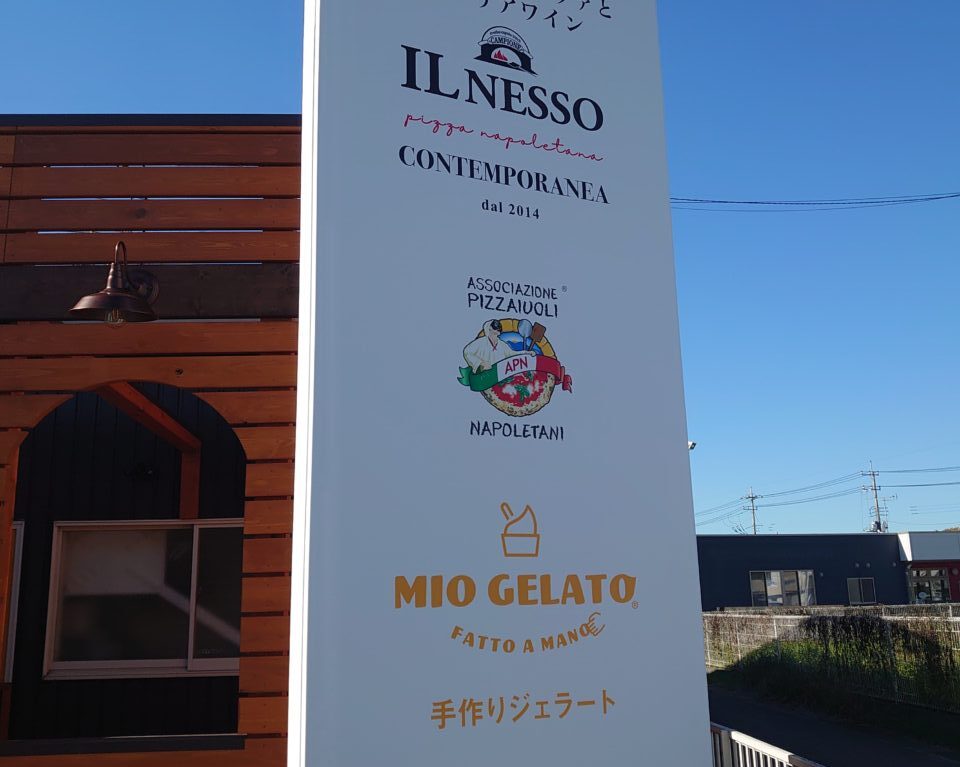 アワイン
CAMPIONE
IL NESSO
pizza napoletana
CONTEMPORANEA
dal 2014
ASSOCIAZIONE ®
PIZZAIUOLI
APN
NAPOLETANI
MIO GELATO ®
FATTO A MANO
手作りジェラート